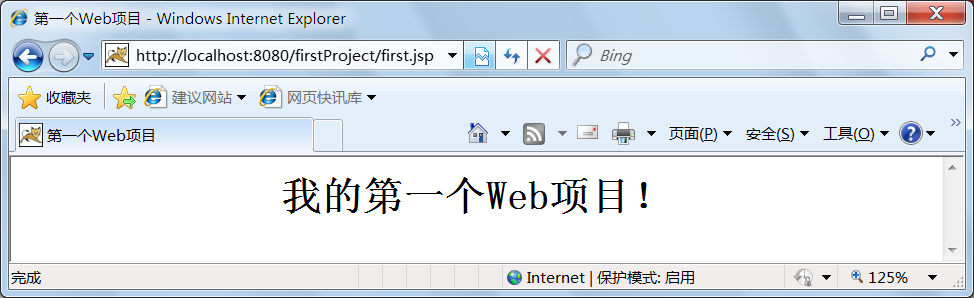 第一个Web项目 - Windows Internet Explorer
http://localhost:8080/firstProject/first.jsp
Bing
收藏夹 建议网站 网页快讯库
第一个Web项目 页面(P) 安全(S) 工具(O)
我的第一个Web项目！
完成 Internet | 保护模式: 启用 125%